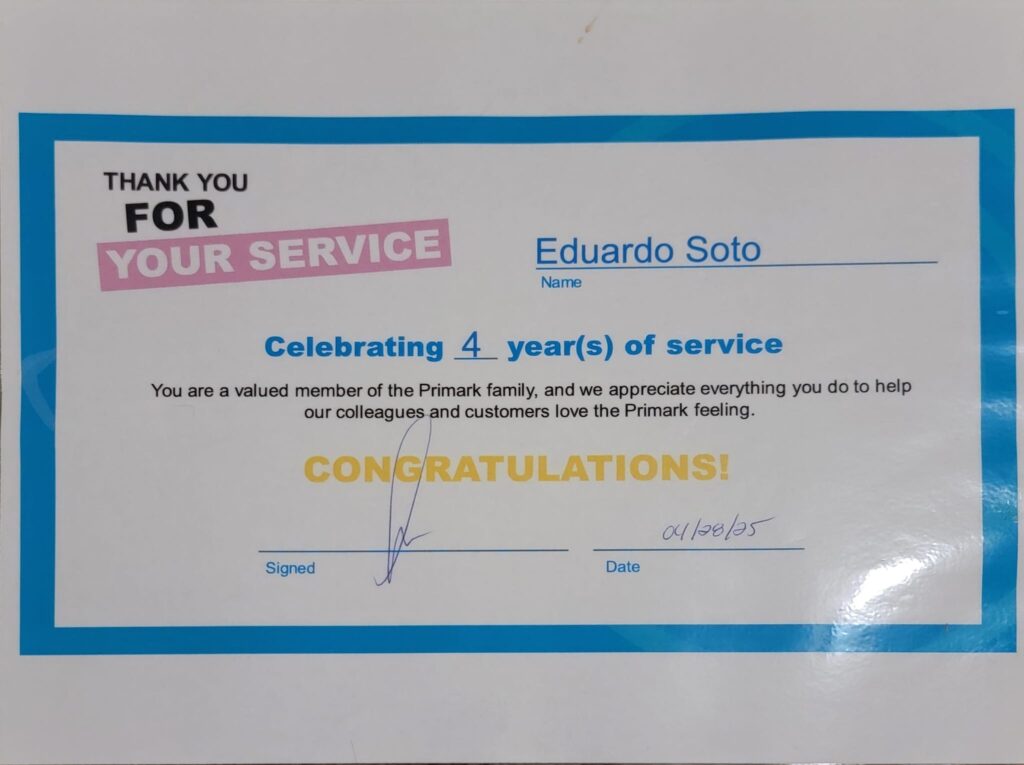 THANK YOU
FOR
YOUR SERVICE
Eduardo Soto
Name
Celebrating 4 year(s) of service
You are a valued member of the Primark family, and we appreciate everything you do to help
our colleagues and customers love the Primark feeling.
CONGRATULATIONS!
04/28/25
Signed
Date